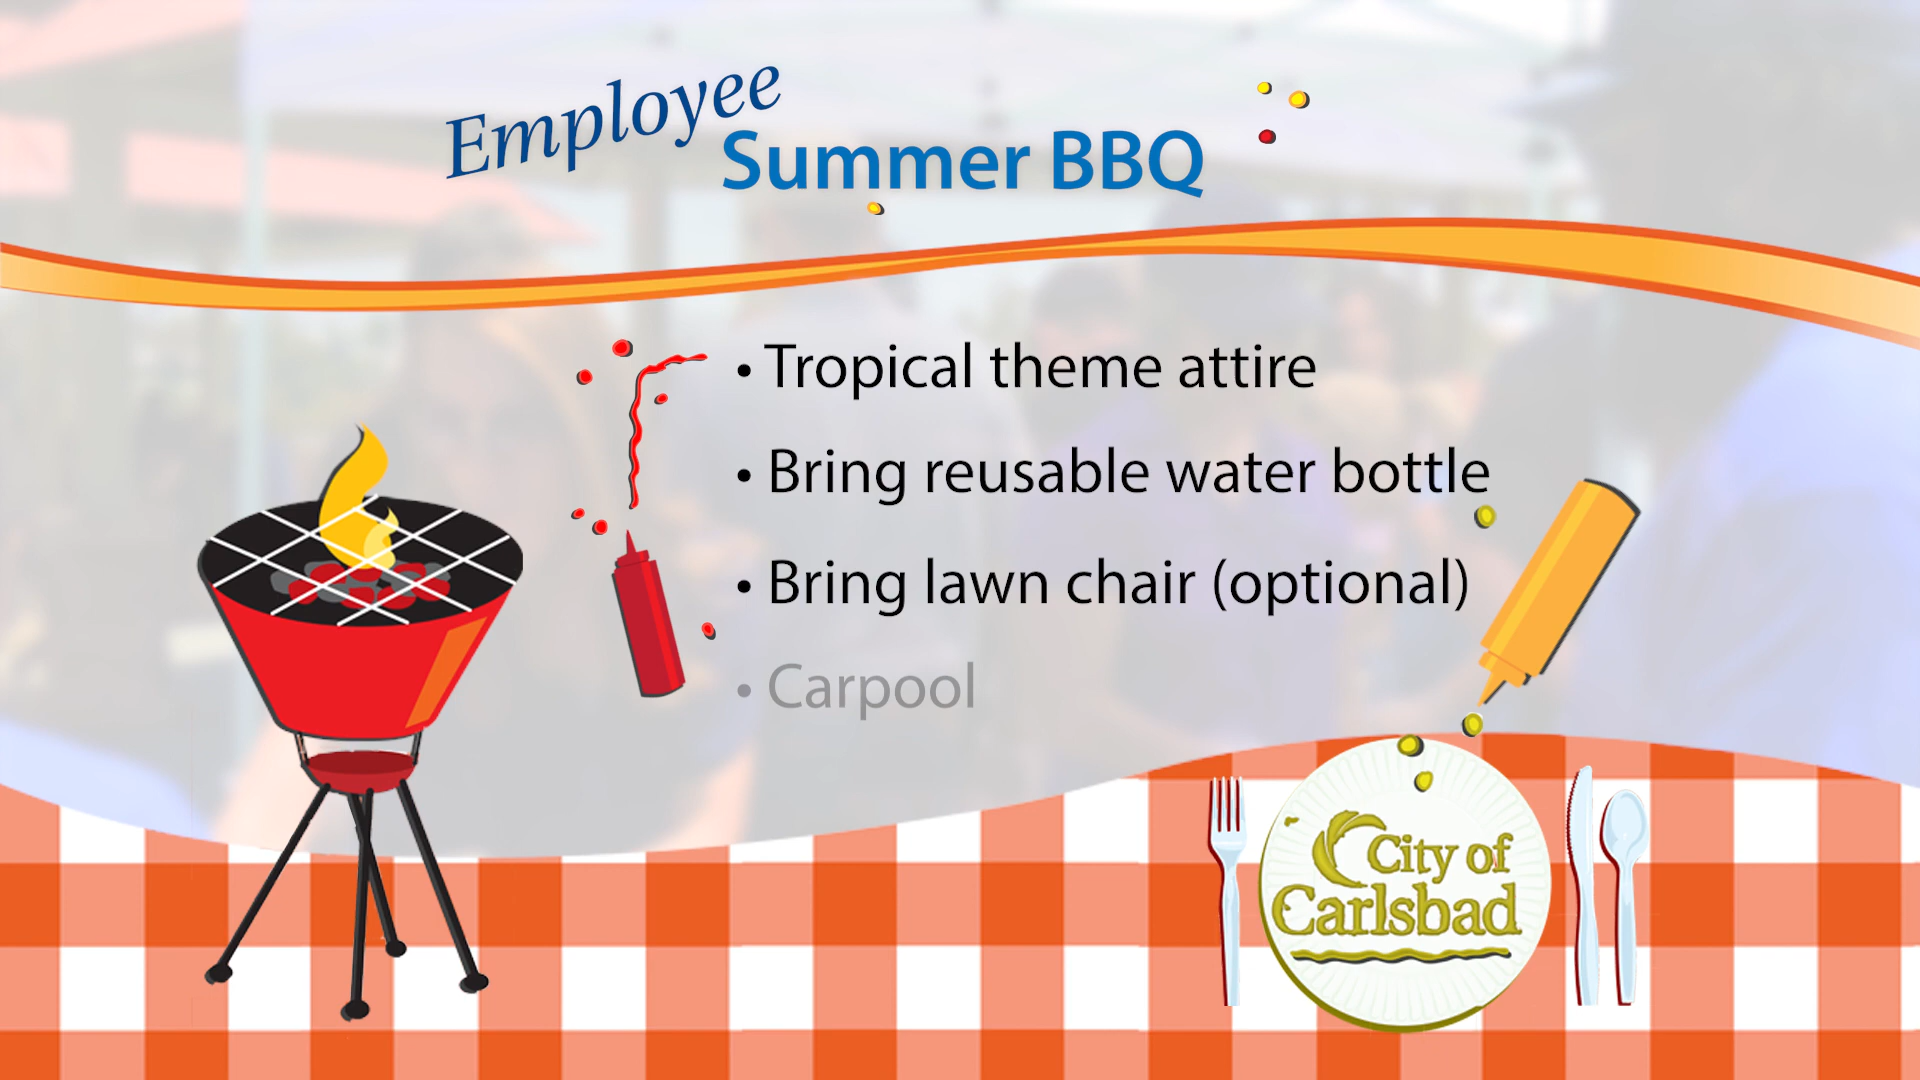 Employee
Summer BBQ
• Tropical theme attire
• Bring reusable water bottle
• Bring lawn chair (optional)
• Carpool
City of
Carlsbad